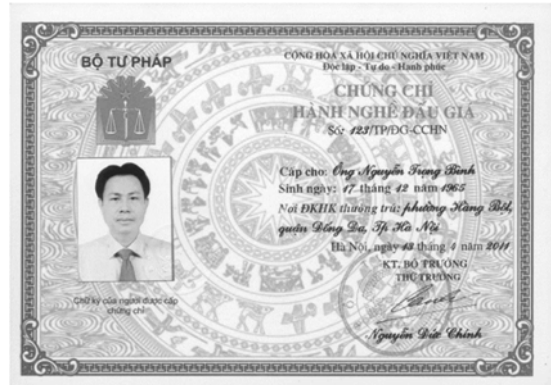 BỘ TƯ PHÁP
CỘNG HOÀ XÃ HỘI CHỦ NGHĨA VIỆT NAM
Độc lập - Tự do - Hạnh phúc
CHỨNG CHỈ
HÀNH NGHỀ ĐẤU GIÁ
Số: 123/TP/ĐG-CCHN
Cấp cho: Ông Nguyễn Trọng Bình
Sinh ngày: 17 tháng 12 năm 1965
Nơi ĐKHK thường trú: phường Hàng Bột,
quận Đống Đa, Tp Hà Nội
Hà Nội, ngày 13 tháng 4 năm 2011
KT. BỘ TRƯỞNG
THỨ TRƯỞNG
Chữ ký của người được cấp
chứng chỉ
Nguyễn Đức Chính